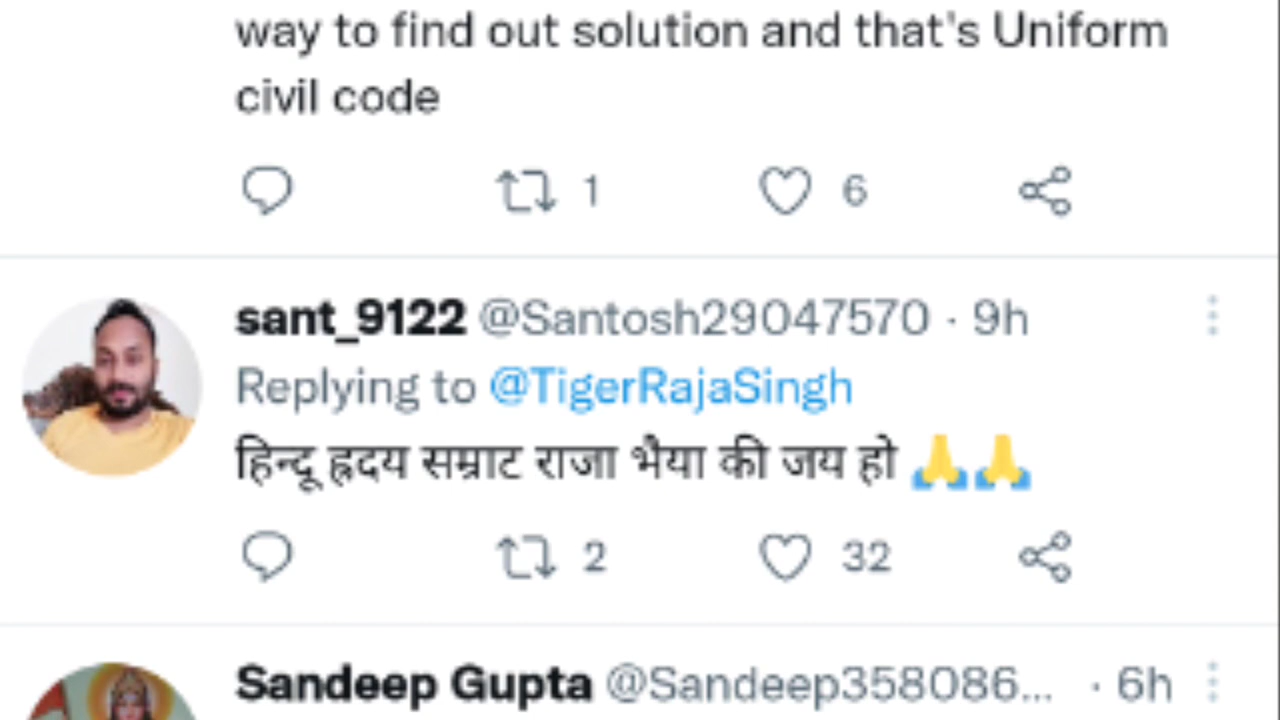 way to find out solution and that's Uniform
civil code
1 6
sant_9122 @Santosh29047570 · 9h
Replying to @TigerRajaSingh
हिन्दू ह्रदय सम्राट राजा भैया की जय हो 🙏🙏
2 32
Sandeep Gupta @Sandeep358086... · 6h